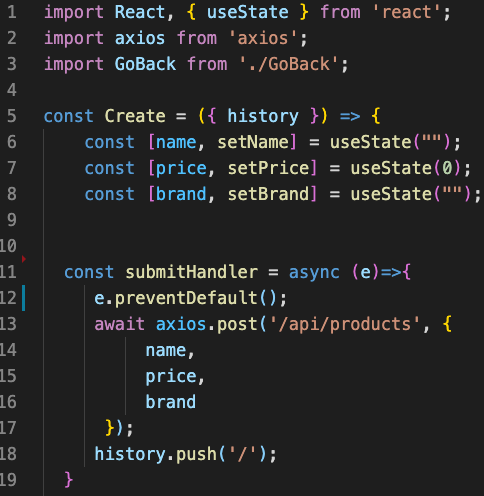 1 import React, { useState } from 'react';
2 import axios from 'axios';
3 import GoBack from './GoBack';
4
5 const Create = ({ history }) => {
6     const [name, setName] = useState("");
7     const [price, setPrice] = useState(0);
8     const [brand, setBrand] = useState("");
9
10
11   const submitHandler = async (e)=>{
12      e.preventDefault();
13      await axios.post('/api/products', {
14           name,
15           price,
16           brand
17       });
18      history.push('/');
19   }